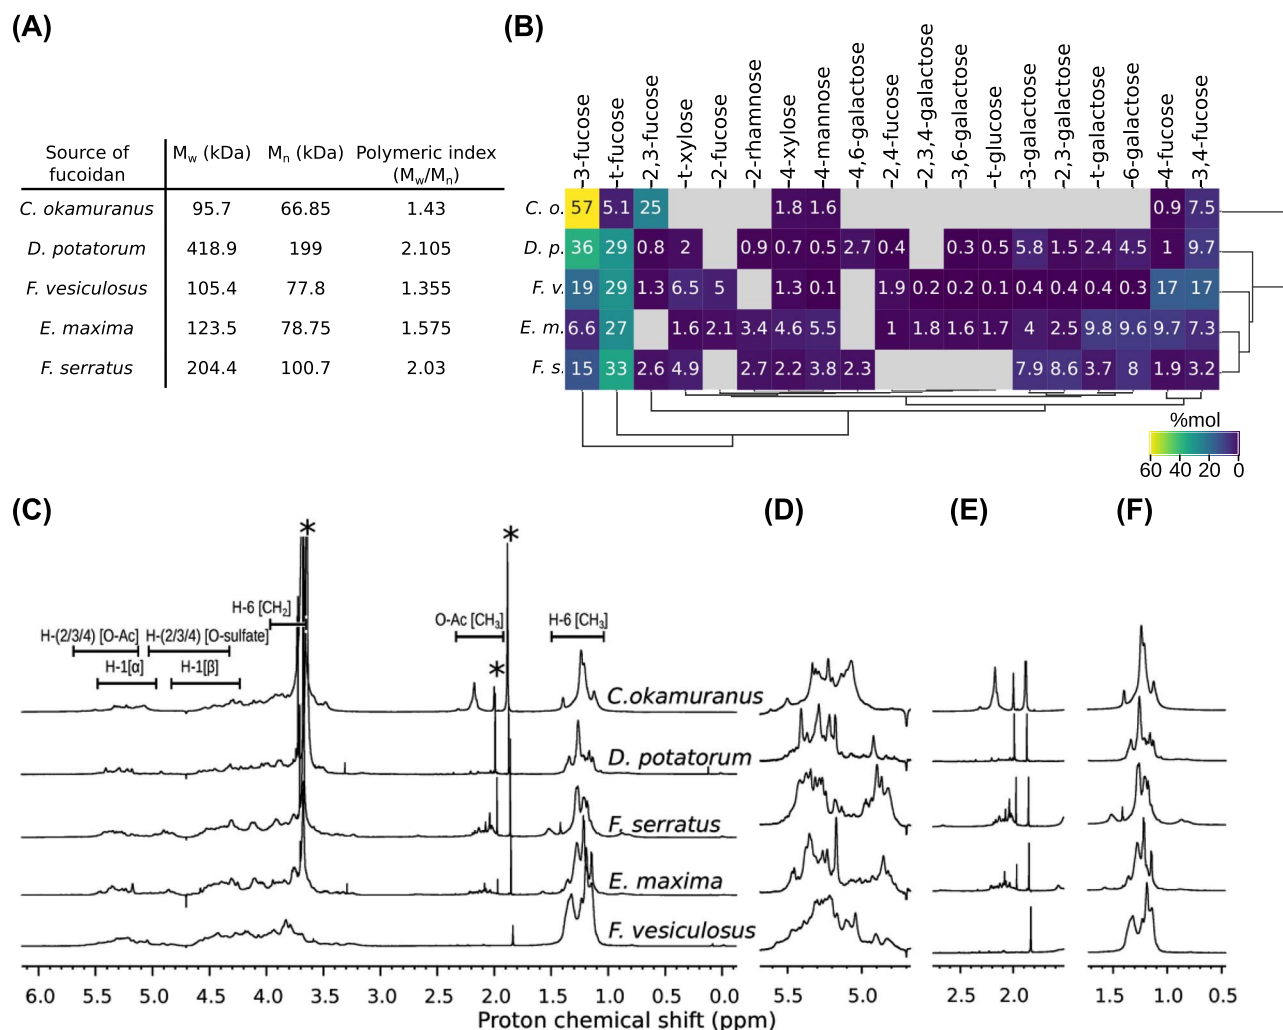 (A)
Source of fucoidan Mw (kDa) Mn (kDa) Polymeric index (Mw/Mn)
C. okamuranus 95.7 66.85 1.43
D. potatorum 418.9 199 2.105
F. vesiculosus 105.4 77.8 1.355
E. maxima 123.5 78.75 1.575
F. serratus 204.4 100.7 2.03
(B)
3-fucose
t-fucose
2,3-fucose
t-xylose
2-fucose
2-rhamnose
4-xylose
4-mannose
4,6-galactose
2,4-fucose
2,3,4-galactose
3,6-galactose
t-glucose
3-galactose
2,3-galactose
t-galactose
6-galactose
4-fucose
3,4-fucose
C. o. 57 5.1 25 1.8 1.6 0.9 7.5
D. p. 36 29 0.8 2 0.9 0.7 0.5 2.7 0.4 0.3 0.5 5.8 1.5 2.4 4.5 1 9.7
F. v. 19 29 1.3 6.5 5 1.3 0.1 1.9 0.2 0.2 0.1 0.4 0.4 0.4 0.3 17 17
E. m. 6.6 27 1.6 2.1 3.4 4.6 5.5 1 1.8 1.6 1.7 4 2.5 9.8 9.6 9.7 7.3
F. s. 15 33 2.6 4.9 2.7 2.2 3.8 2.3 7.9 8.6 3.7 8 1.9 3.2
%mol
60 40 20 0
(C)
*
*
*
H-6 [CH2]
O-Ac [CH3]
H-6 [CH3]
H-(2/3/4) [O-Ac]
H-(2/3/4) [O-sulfate]
H-1[α]
H-1[β]
C.okamuranus
D. potatorum
F. serratus
E. maxima
F. vesiculosus
6.0 5.5 5.0 4.5 4.0 3.5 3.0 2.5 2.0 1.5 1.0 0.5 0.0
(D)
5.5 5.0
(E)
2.5 2.0
(F)
1.5 1.0 0.5
Proton chemical shift (ppm)